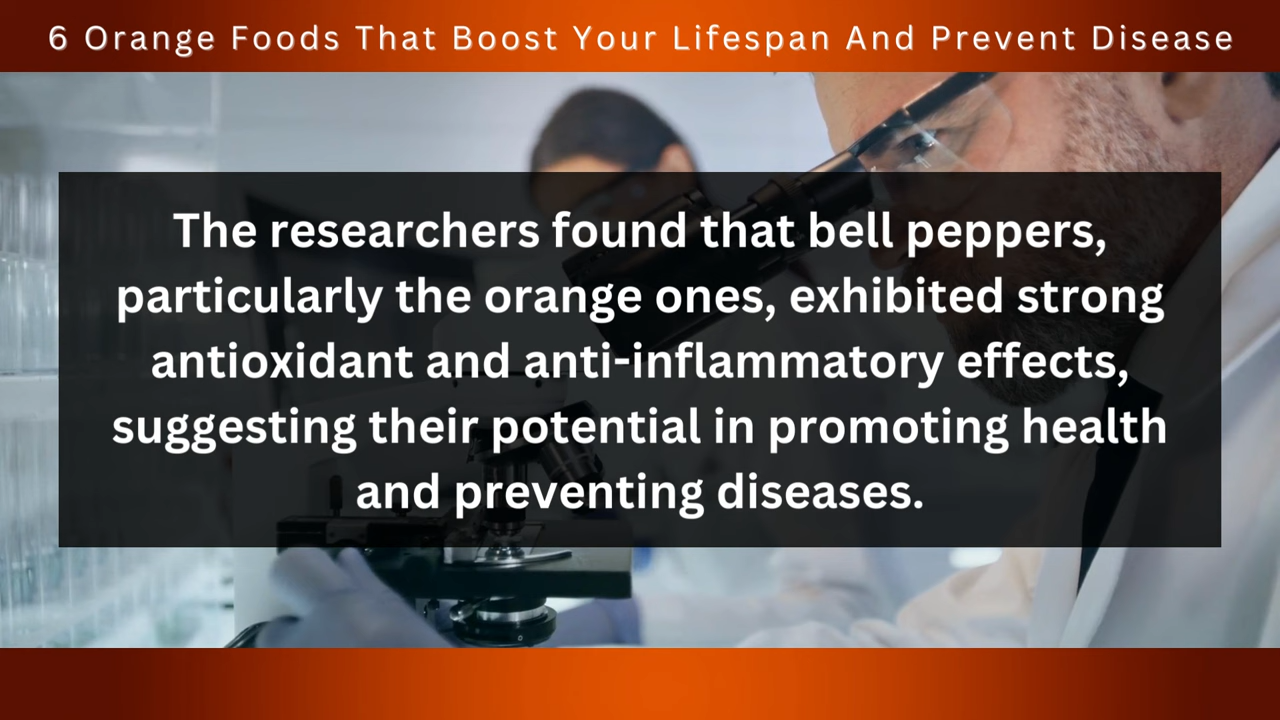 6 Orange Foods That Boost Your Lifespan And Prevent Disease
The researchers found that bell peppers,
particularly the orange ones, exhibited strong
antioxidant and anti-inflammatory effects,
suggesting their potential in promoting health
and preventing diseases.